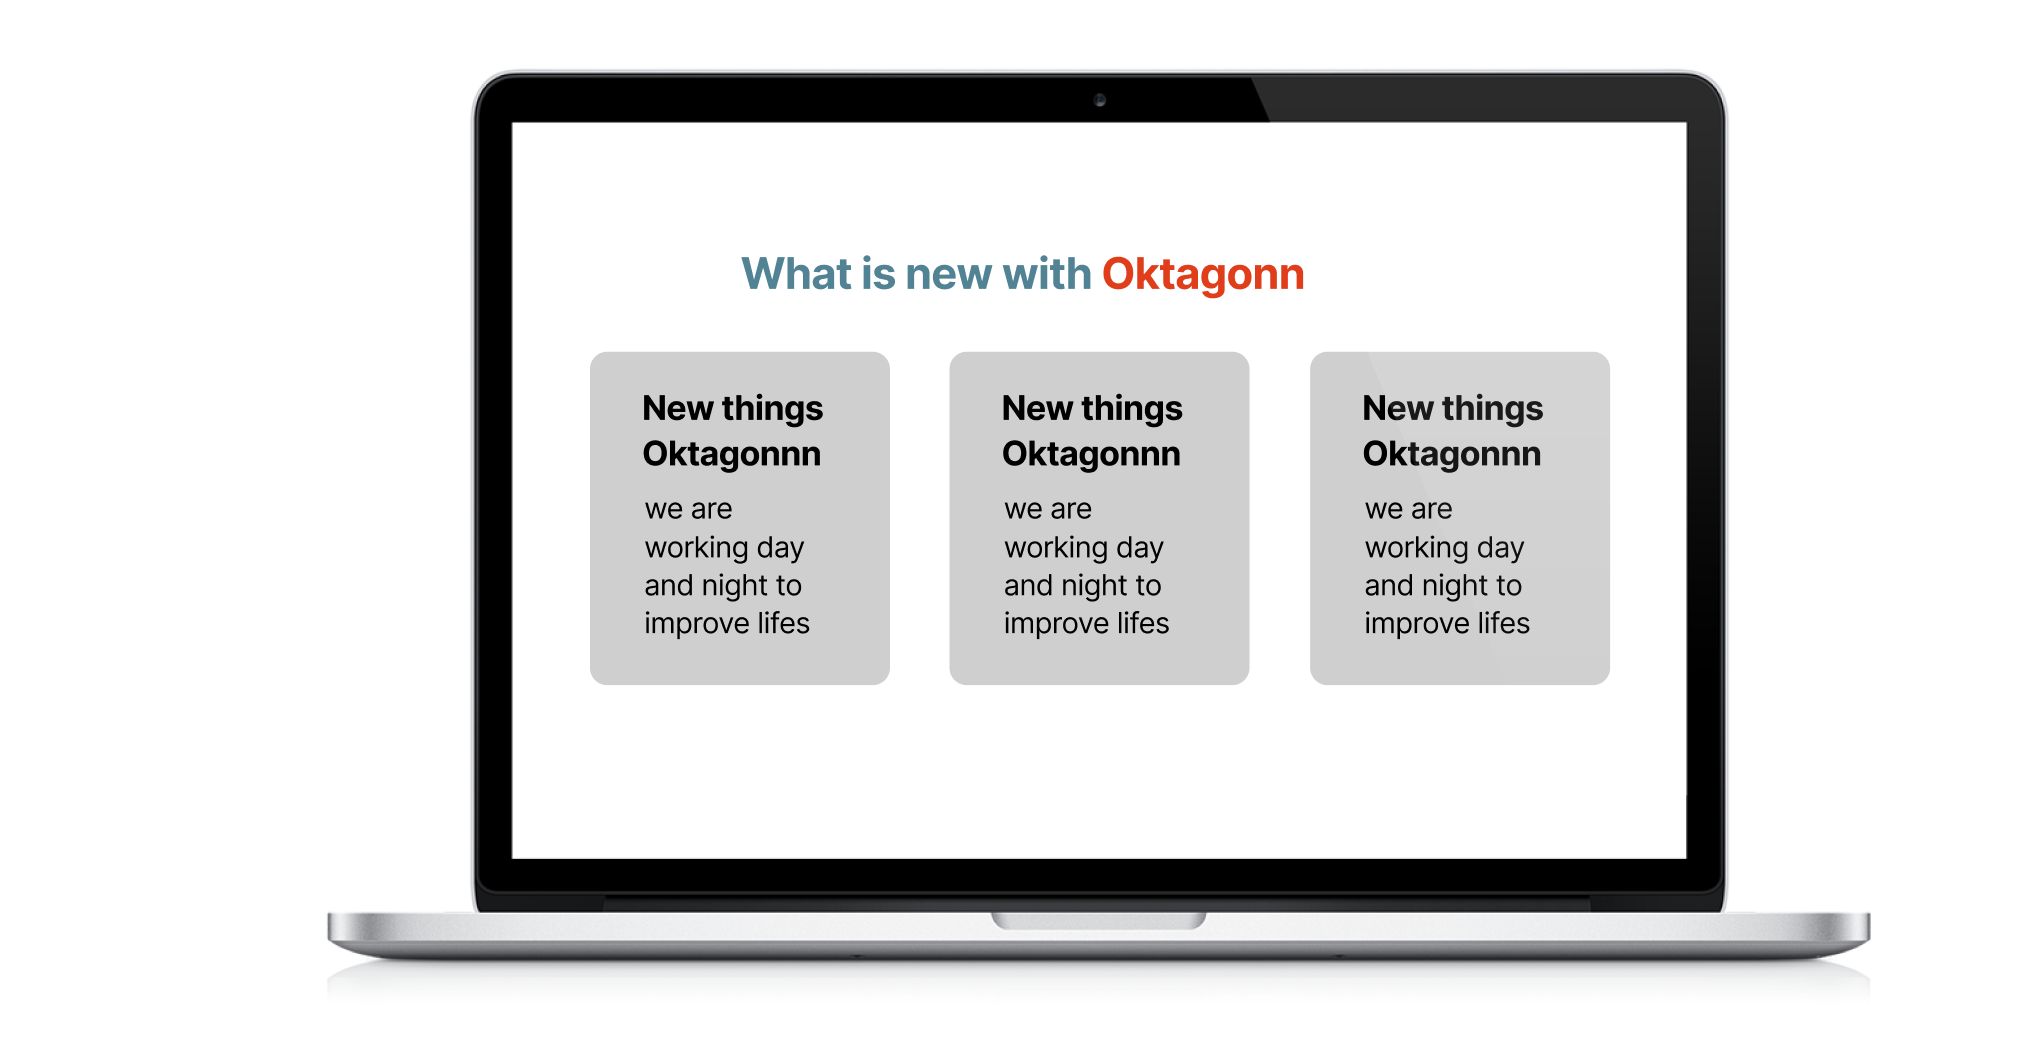 What is new with Oktagonn
New things
Oktagonnn
we are
working day
and night to
improve lifes
New things
Oktagonnn
we are
working day
and night to
improve lifes
New things
Oktagonnn
we are
working day
and night to
improve lifes